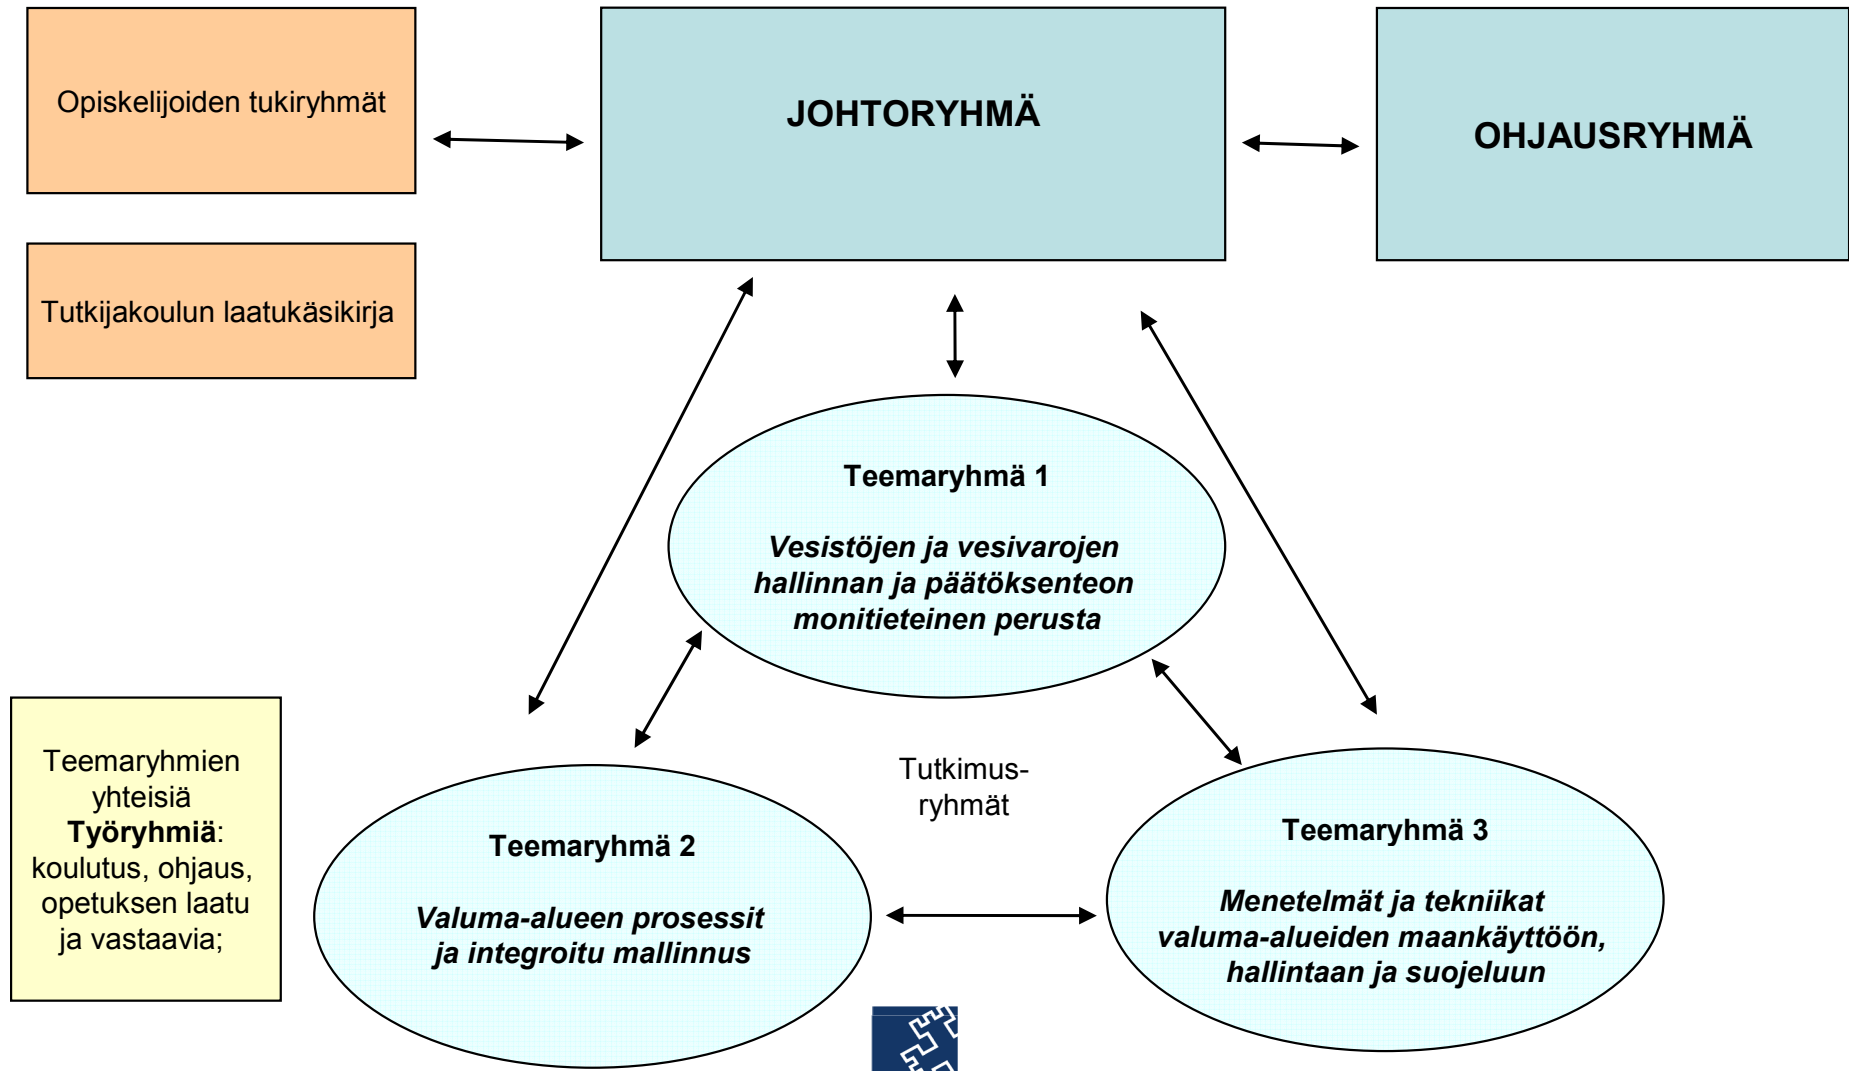 Opiskelijoiden tukiryhmät
JOHTORYHMÄ
OHJAUSRYHMÄ
Tutkijakoulun laatukäsikirja
Teemaryhmä 1
Vesistöjen ja vesivarojen
hallinnan ja päätöksenteon
monitieteinen perusta
Teemaryhmien
yhteisiä
Työryhmiä:
koulutus, ohjaus,
opetuksen laatu
ja vastaavia;
Tutkimus-
ryhmät
Teemaryhmä 2
Valuma-alueen prosessit
ja integroitu mallinnus
Teemaryhmä 3
Menetelmät ja tekniikat
valuma-alueiden maankäyttöön,
hallintaan ja suojeluun